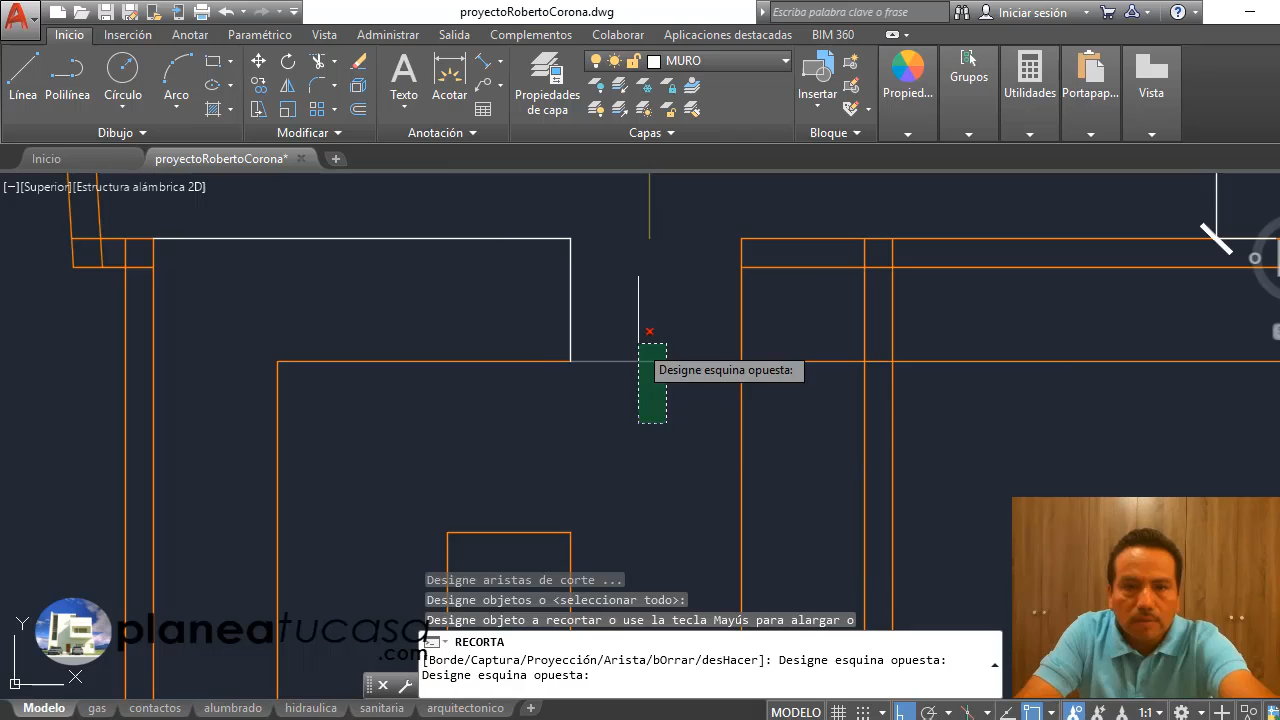 proyectoRobertoCorona.dwg
Escriba palabra clave o frase
Iniciar sesión
Inicio Inserción Anotar Paramétrico Vista Administrar Salida Complementos Colaborar Aplicaciones destacadas BIM 360
MURO
Línea Polilínea Círculo Arco
Texto Acotar
Propiedades de capa
Insertar
Propied... Grupos Utilidades Portapap... Vista
Dibujo Modificar Anotación Capas Bloque
Inicio proyectoRobertoCorona*
[−][Superior][Estructura alámbrica 2D]
O
Designe esquina opuesta:
Designe aristas de corte ...
Designe objetos o <seleccionar todo>:
Designe objeto a recortar o use la tecla Mayús para alargar o
RECORTA
[Borde/Captura/Proyección/Arista/bOrrar/desHacer]: Designe esquina opuesta:
Designe esquina opuesta:
Y
X
planeatucasa
.com
Modelo gas contactos alumbrado hidraulica sanitaria arquitectonico
MODELO 1:1